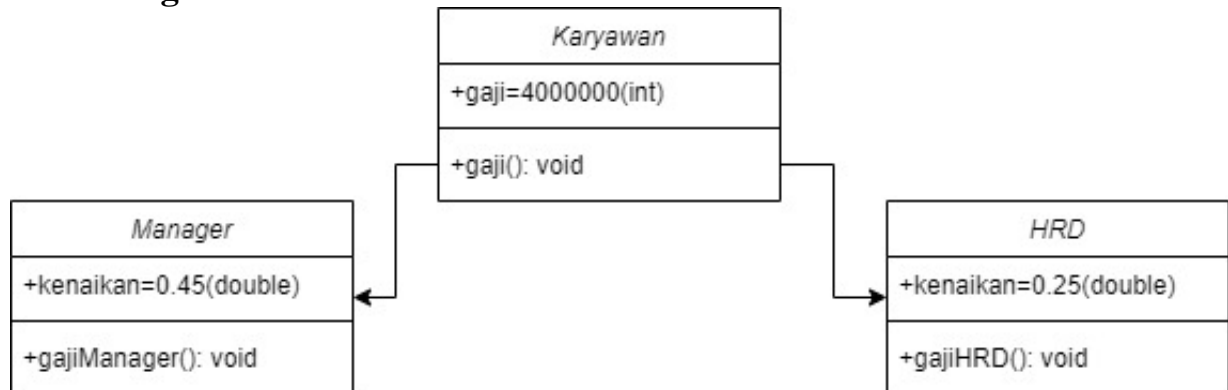 Karyawan
+gaji=4000000(int)
+gaji(): void
Manager
+kenaikan=0.45(double)
+gajiManager(): void
HRD
+kenaikan=0.25(double)
+gajiHRD(): void